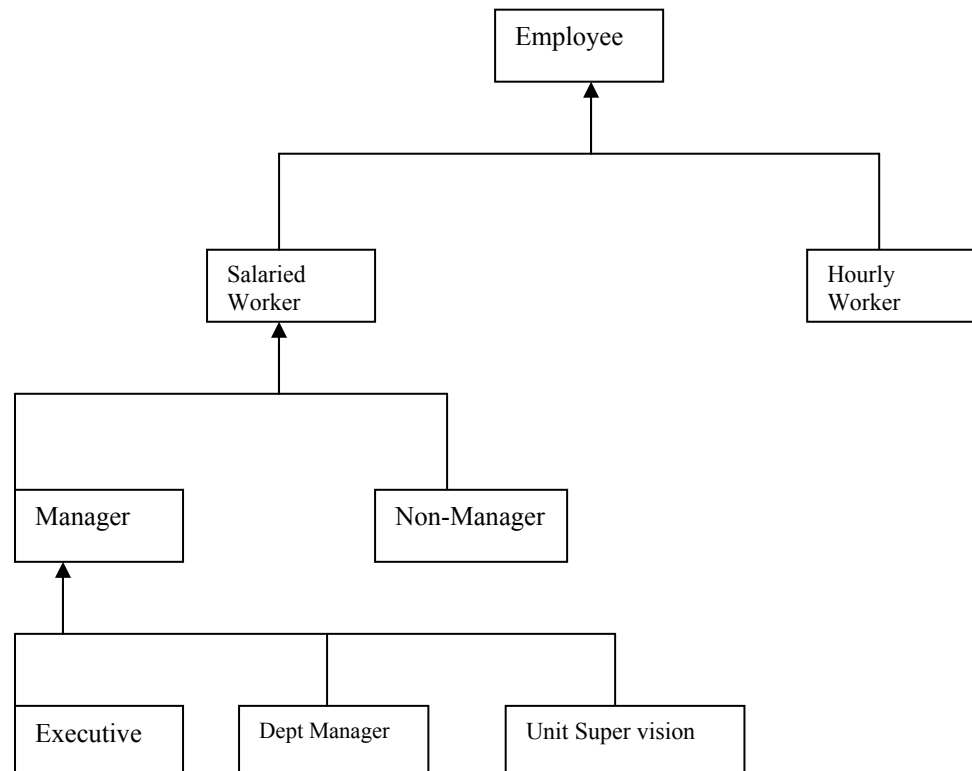 Employee
Salaried
Worker
Hourly
Worker
Manager
Non-Manager
Executive
Dept Manager
Unit Super vision